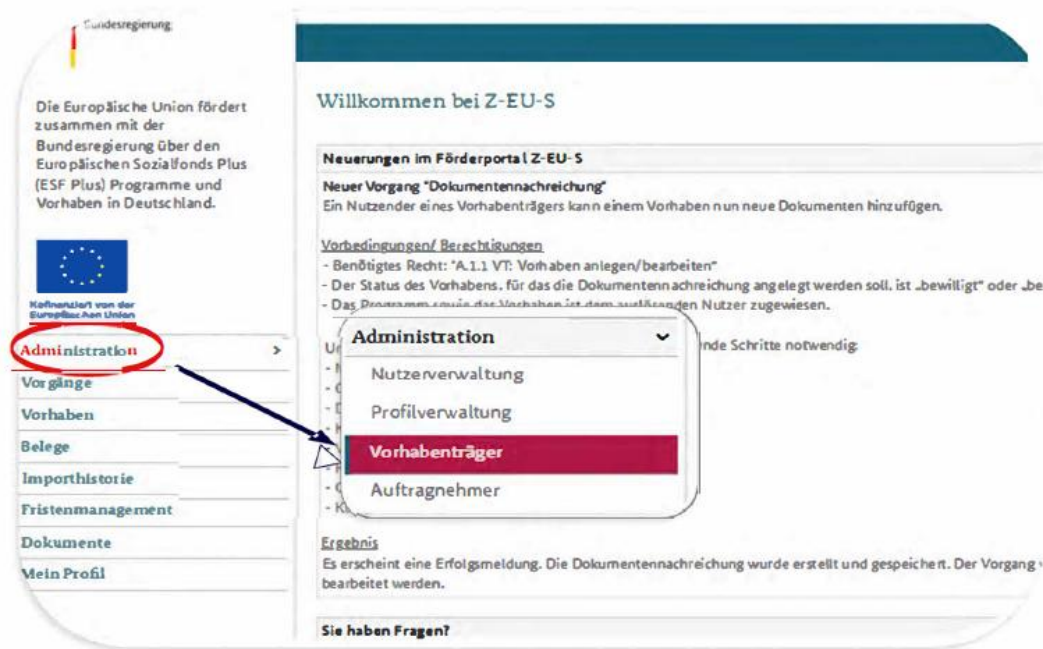 Bundesregierung
Die Europäische Union fördert
zusammen mit der
Bundesregierung über den
Europäischen Sozialfonds Plus
(ESF Plus) Programme und
Vorhaben in Deutschland.
Kofinanziert von der
Europäischen Union
Administration
Vorgänge
Vorhaben
Belege
Importhistorie
Fristenmanagement
Dokumente
Mein Profil
Willkommen bei Z-EU-S
Neuerungen im Förderportal Z-EU-S
Neuer Vorgang "Dokumentennachreichung"
Ein Nutzender eines Vorhabenträgers kann einem Vorhaben nun neue Dokumenten hinzufügen.
Vorbedingungen/ Berechtigungen
- Benötigtes Recht: "A.1.1 VT: Vorhaben anlegen/bearbeiten"
- Der Status des Vorhabens, für das die Dokumentennachreichung angelegt werden soll, ist „bewilligt" oder „be
- Das Programm sowie das Vorhaben ist dem auslösenden Nutzer zugewiesen.
Schritte notwendig:
Administration
Nutzerverwaltung
Profilverwaltung
Vorhabenträger
Auftragnehmer
Ergebnis
Es erscheint eine Erfolgsmeldung. Die Dokumentennachreichung wurde erstellt und gespeichert. Der Vorgang
bearbeitet werden.
Sie haben Fragen?